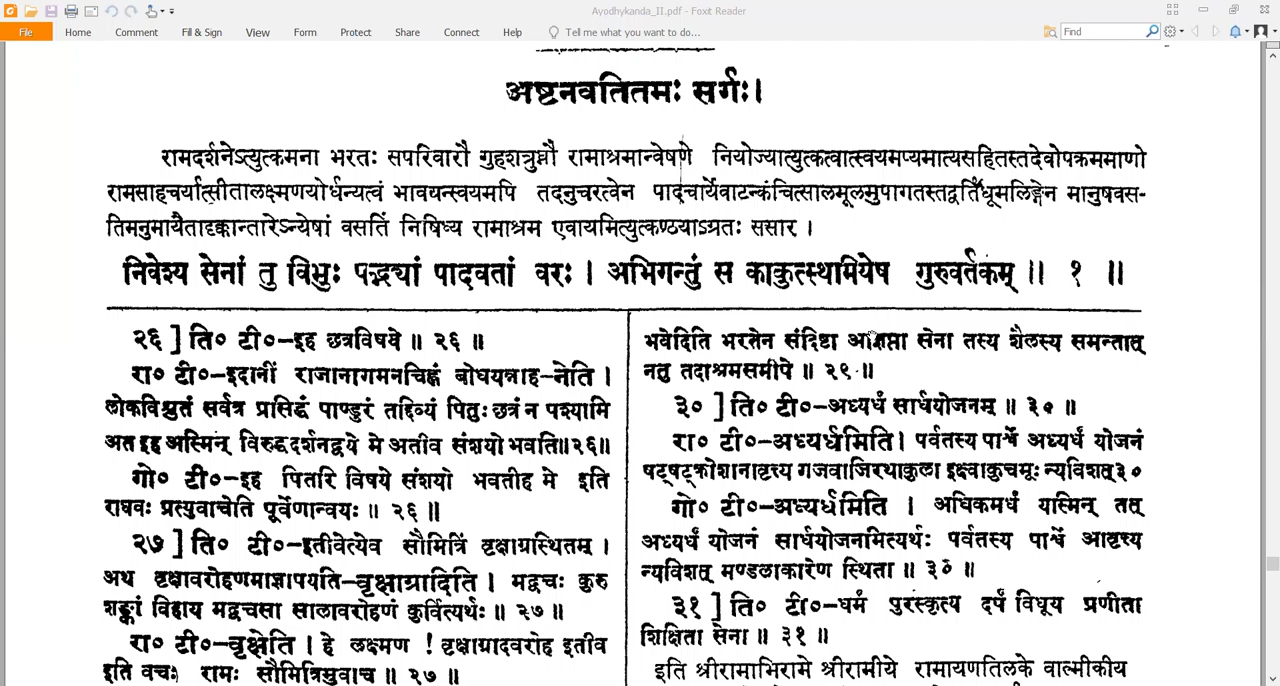 Ayodhykanda_II.pdf - Foxit Reader
File Home Comment Fill & Sign View Form Protect Share Connect Help Tell me what you want to do... Find
अष्टनवतितमः सर्गः।
रामदर्शनेऽत्युत्कमना भरतः सपरिवारौ गुहशत्रुघ्नौ रामाश्रमान्वेषणे नियोज्यात्युत्कत्वात्स्वयमप्यमात्यसहितस्तदेवोपक्रममाणो
रामसाहचर्यात्सीतालक्ष्मणयोर्धन्यत्वं भावयन्स्वयमपि तदनुचरत्वेन पादचार्येवाटन्कंचित्सालमूलमुपागतस्तद्वर्तिधूमलिङ्गेन मानुषवस-
तिमनुमायैतादृक्कान्तारेऽन्येषां वसतिं निषिध्य रामाश्रम एवायमित्युत्कण्ठयाऽग्रतः ससार ।
निवेश्य सेनां तु विभुः पद्भ्यां पादवतां वरः । अभिगन्तुं स काकुत्स्थमियेष गुरुवर्तकम् ॥ १ ॥
२६ ] ति० टी०-इह छत्रविषये ॥ २६ ॥
रा० टी०-इदानीं राजानागमनचिह्नं बोधयन्नाह-नेति ।
लोकविश्रुतं सर्वत्र प्रसिद्धं पाण्डुरं तद्दिव्यं पितुः छत्रं न पश्यामि
अत इह अस्मिन् विरुद्धदर्शनद्वये मे अतीव संशयो भवति॥२६॥
गो० टी०-इह पितरि विषये संशयो भवतीह मे इति
राघवः प्रत्युवाचेति पूर्वेणान्वयः ॥ २६ ॥
२७ ] ति० टी०-इतीवेत्येव सौमित्रिं वृक्षाग्रस्थितम् ।
अथ वृक्षावरोहणमाज्ञापयति-वृक्षाग्रादिति । मद्वचः कुरु
शङ्कां विहाय मद्वचसा सालावरोहणं कुर्वित्यर्थः ॥ २७ ॥
रा० टी०-वृक्षेति । हे लक्ष्मण ! वृक्षाग्रादवरोह इतीव
इति वचः रामः सौमित्रिमुवाच ॥ २७ ॥
भवेदिति भरतेन संदिष्टा आज्ञप्ता सेना तस्य शैलस्य समन्तात्
नतु तदाश्रमसमीपे ॥ २९ ॥
३० ] ति० टी०-अध्यर्धं सार्धयोजनम् ॥ ३० ॥
रा० टी०-अध्यर्धमिति । पर्वतस्य पार्श्वे अध्यर्धं योजनं
षट्षट्क्रोशानावृत्त्य गजवाजिरथाकुला इक्ष्वाकुचमूः न्यविशत्३०
गो० टी०-अध्यर्धमिति । अधिकमर्धं यस्मिन् तत्
अध्यर्धं योजनं सार्धयोजनमित्यर्थः पर्वतस्य पार्श्वे आवृत्त्य
न्यविशत् मण्डलाकारेण स्थिता ॥ ३० ॥
३१ ] ति० टी०-धर्मं पुरस्कृत्य दर्पं विधूय प्रणीता
शिक्षिता सेना ॥ ३१ ॥
इति श्रीरामाभिरामे श्रीरामीये रामायणतिलके वाल्मीकीय